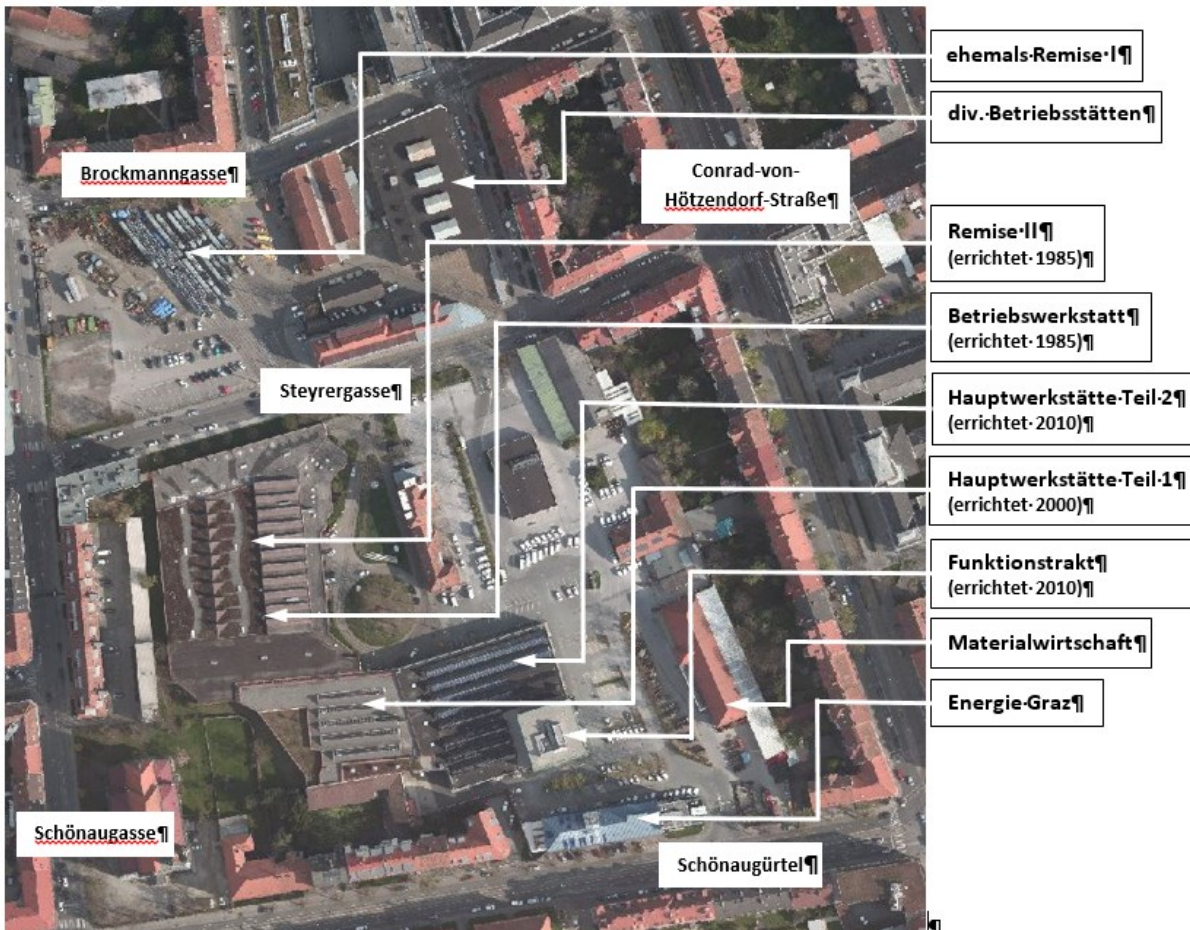 ehemals·Remise·I¶
div.·Betriebsstätten¶
Brockmanngasse¶
Conrad-von-
Hötzendorf-Straße¶
Remise·II¶
(errichtet·1985)¶
Betriebswerkstatt¶
(errichtet·1985)¶
Steyrergasse¶
Hauptwerkstätte·Teil·2¶
(errichtet·2010)¶
Hauptwerkstätte·Teil·1¶
(errichtet·2000)¶
Funktionstrakt¶
(errichtet·2010)¶
Materialwirtschaft¶
Energie·Graz¶
Schönaugasse¶
Schönaugürtel¶
¶